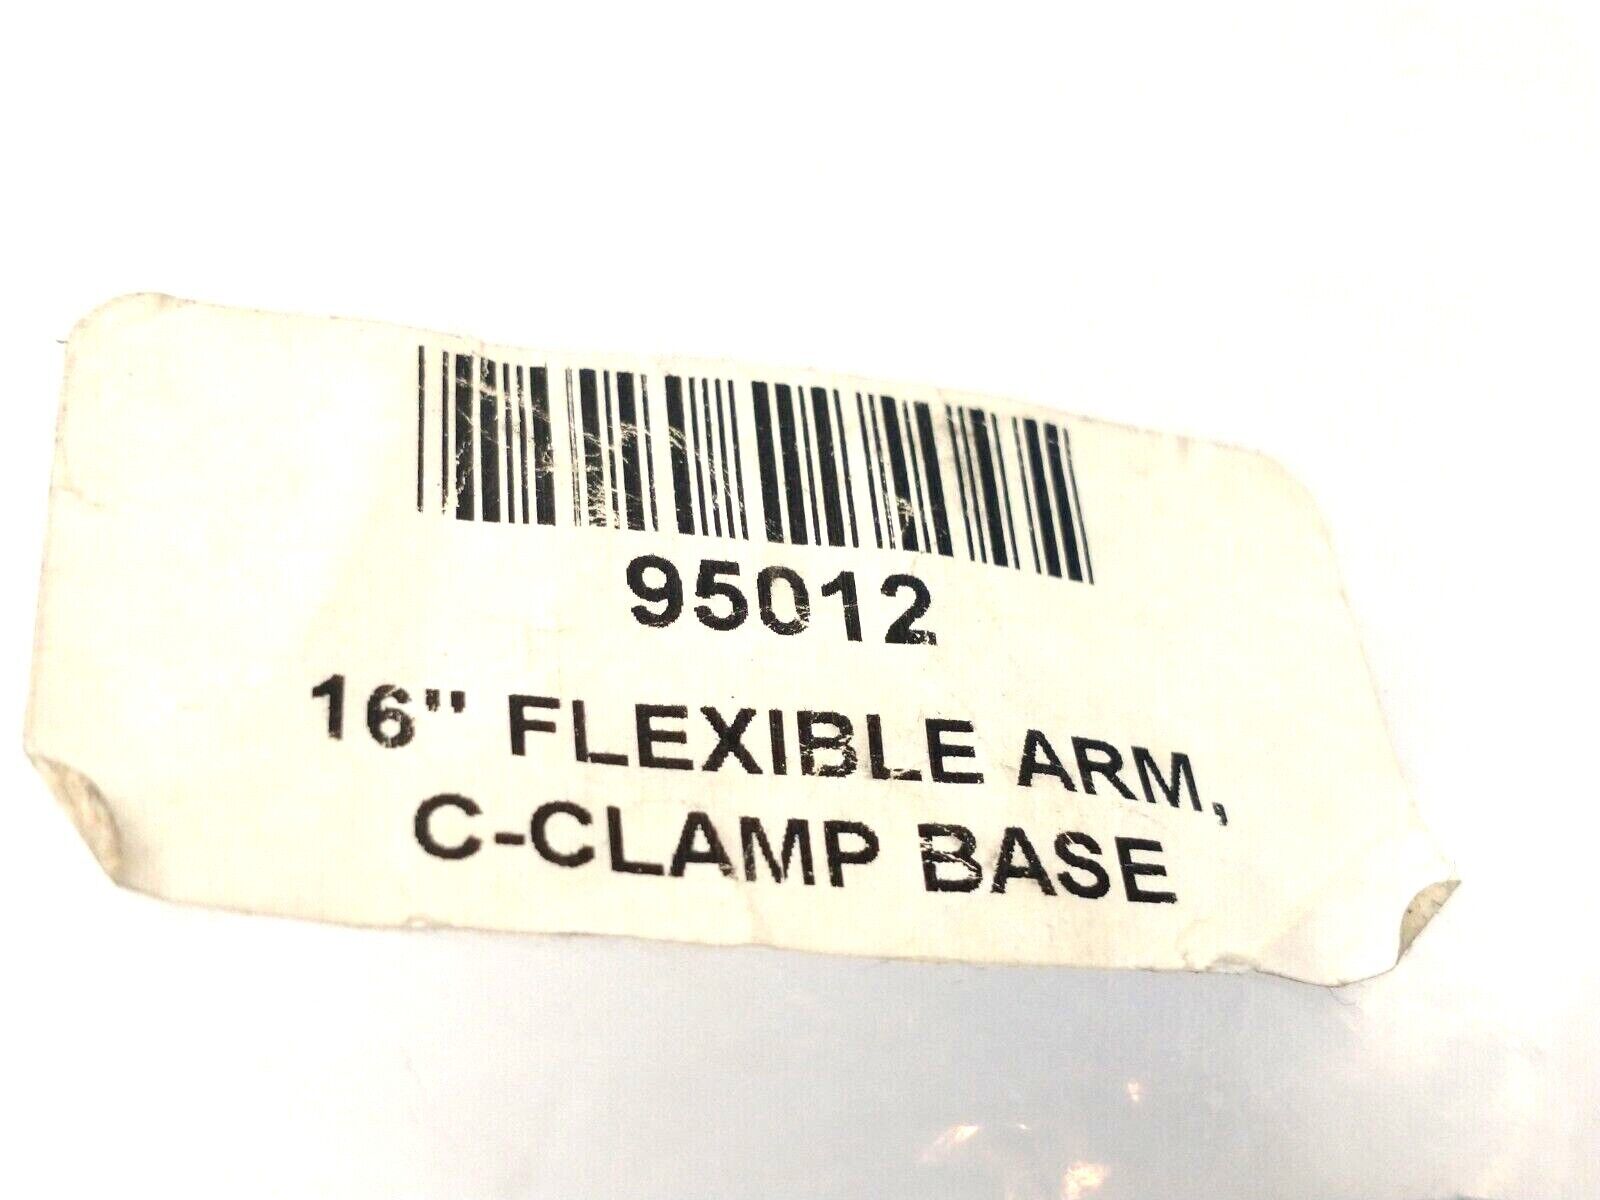 95012
16" FLEXIBLE ARM,
C-CLAMP BASE